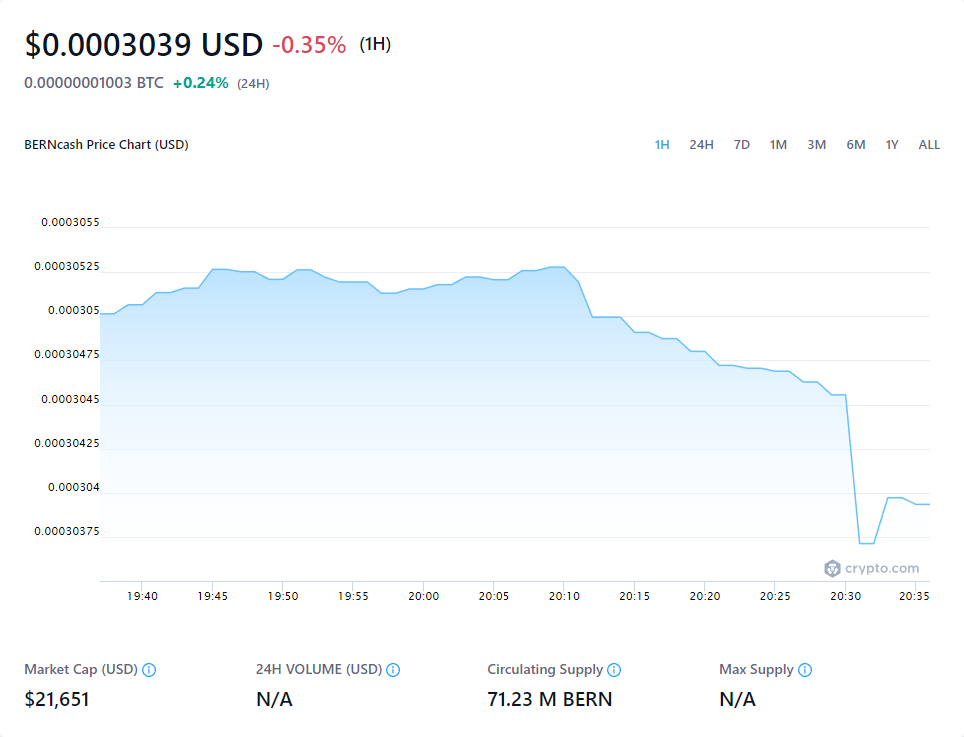 $0.0003039 USD -0.35% (1H)
0.00000001003 BTC +0.24% (24H)
BERNcash Price Chart (USD)
1H 24H 7D 1M 3M 6M 1Y ALL
0.0003055
0.00030525
0.000305
0.00030475
0.0003045
0.00030425
0.000304
0.00030375
crypto.com
19:40 19:45 19:50 19:55 20:00 20:05 20:10 20:15 20:20 20:25 20:30 20:35
Market Cap (USD) 24H VOLUME (USD) Circulating Supply Max Supply
$21,651 N/A 71.23 M BERN N/A